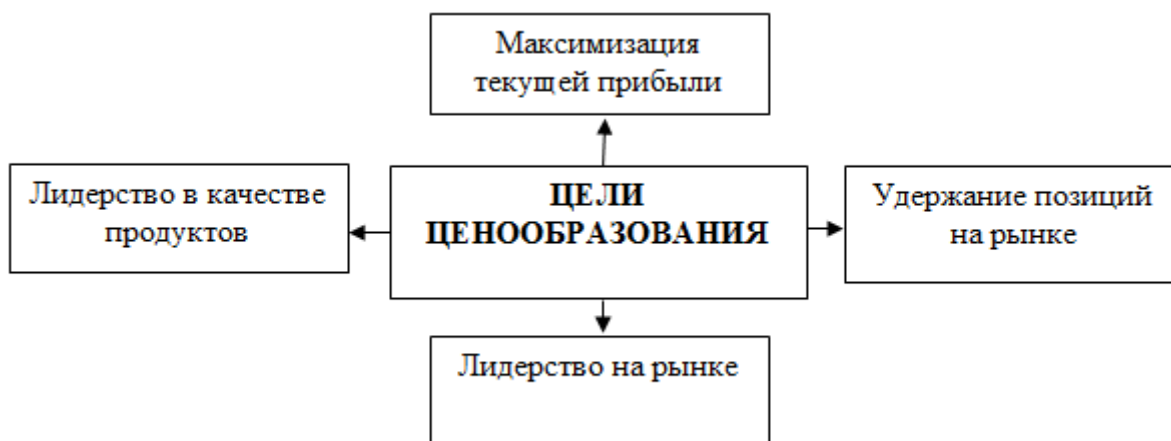 Максимизация
текущей прибыли
Лидерство в качестве
продуктов
ЦЕЛИ
ЦЕНООБРАЗОВАНИЯ
Удержание позиций
на рынке
Лидерство на рынке